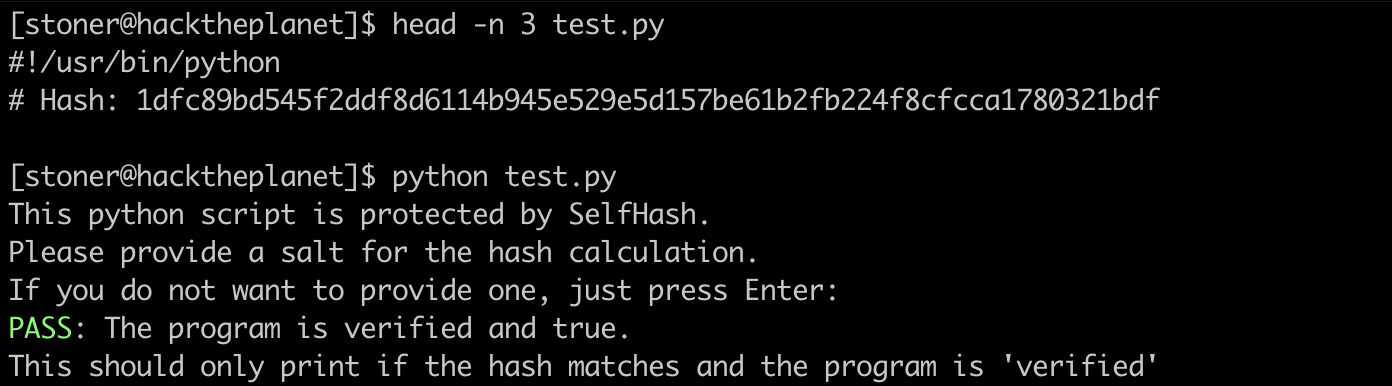 [stoner@hacktheplanet]$ head -n 3 test.py
#!/usr/bin/python
# Hash: 1dfc89bd545f2ddf8d6114b945e529e5d157be61b2fb224f8cfcca1780321bdf
[stoner@hacktheplanet]$ python test.py
This python script is protected by SelfHash.
Please provide a salt for the hash calculation.
If you do not want to provide one, just press Enter:
PASS: The program is verified and true.
This should only print if the hash matches and the program is 'verified'